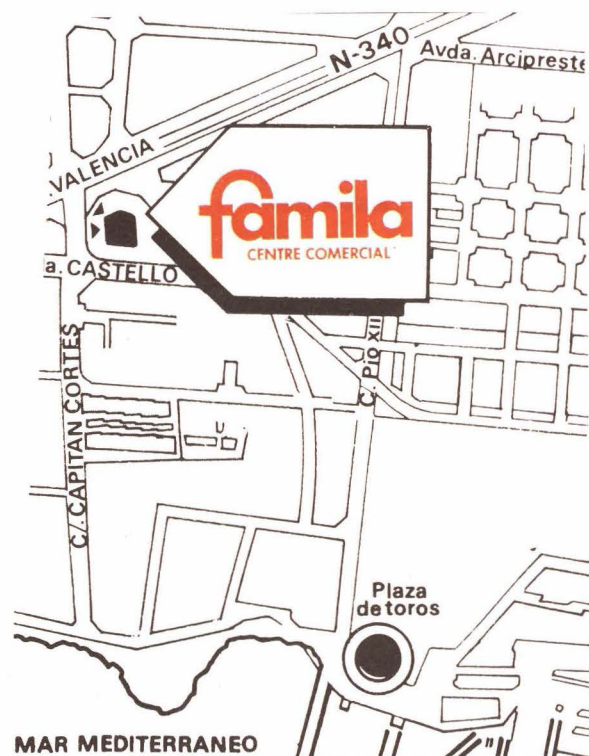 N-340
Avda. Arcipreste
.VALENCIA
famila
CENTRE COMERCIAL
a. CASTELLO
C/. CAPITAN CORTES
C. Pio XII
Plaza
de toros
MAR MEDITERRANEO